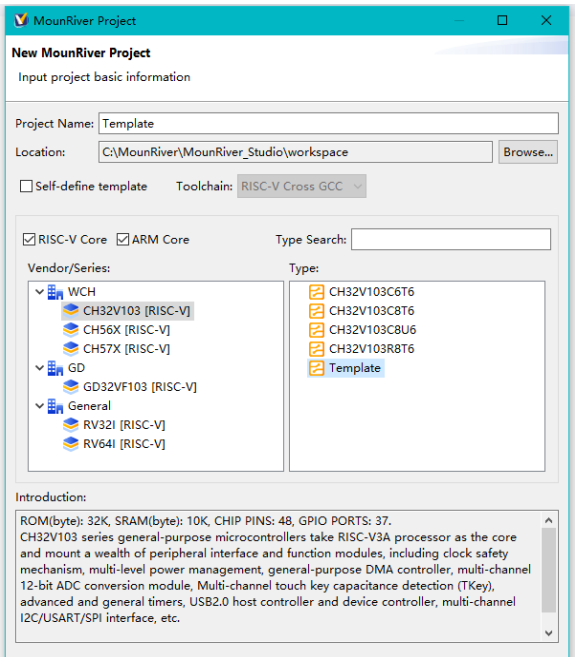 MounRiver Project
New MounRiver Project
Input project basic information
Project Name: Template
Location: C:\MounRiver\MounRiver_Studio\workspace Browse...
Self-define template Toolchain: RISC-V Cross GCC
RISC-V Core ARM Core Type Search:
Vendor/Series:
WCH
CH32V103 [RISC-V]
CH56X [RISC-V]
CH57X [RISC-V]
GD
GD32VF103 [RISC-V]
General
RV32I [RISC-V]
RV64I [RISC-V]
Type:
CH32V103C6T6
CH32V103C8T6
CH32V103C8U6
CH32V103R8T6
Template
Introduction:
ROM(byte): 32K, SRAM(byte): 10K, CHIP PINS: 48, GPIO PORTS: 37.
CH32V103 series general-purpose microcontrollers take RISC-V3A processor as the core
and mount a wealth of peripheral interface and function modules, including clock safety
mechanism, multi-level power management, general-purpose DMA controller, multi-channel
12-bit ADC conversion module, Multi-channel touch key capacitance detection (TKey),
advanced and general timers, USB2.0 host controller and device controller, multi-channel
I2C/USART/SPI interface, etc.